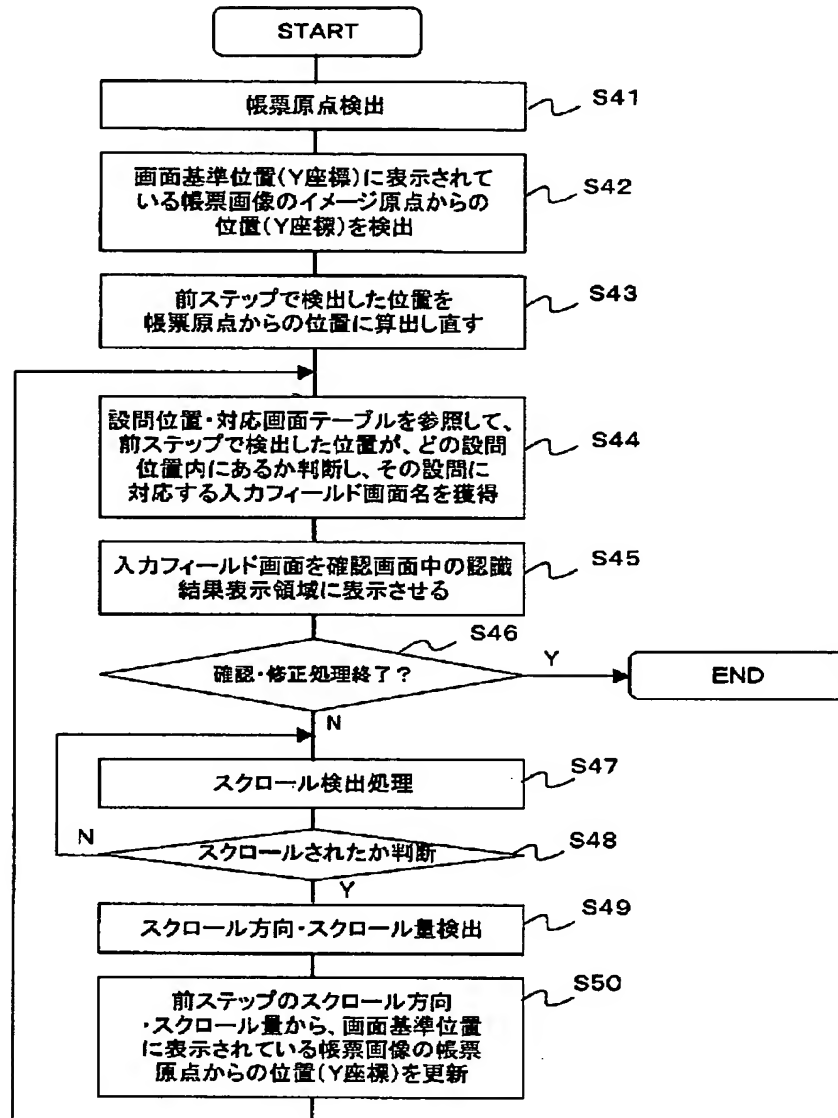 START
帳票原点検出
S41
画面基準位置(Y座標)に表示されて
いる帳票画像のイメージ原点からの
位置(Y座標)を検出
S42
前ステップで検出した位置を
帳票原点からの位置に算出し直す
S43
設問位置・対応画面テーブルを参照して、
前ステップで検出した位置が、どの設問
位置内にあるか判断し、その設問に
対応する入力フィールド画面名を獲得
S44
入力フィールド画面を確認画面中の認識
結果表示領域に表示させる
S45
S46
確認・修正処理終了？
Y
END
N
スクロール検出処理
S47
N
スクロールされたか判断
S48
Y
スクロール方向・スクロール量検出
S49
前ステップのスクロール方向
・スクロール量から、画面基準位置
に表示されている帳票画像の帳票
原点からの位置(Y座標)を更新
S50